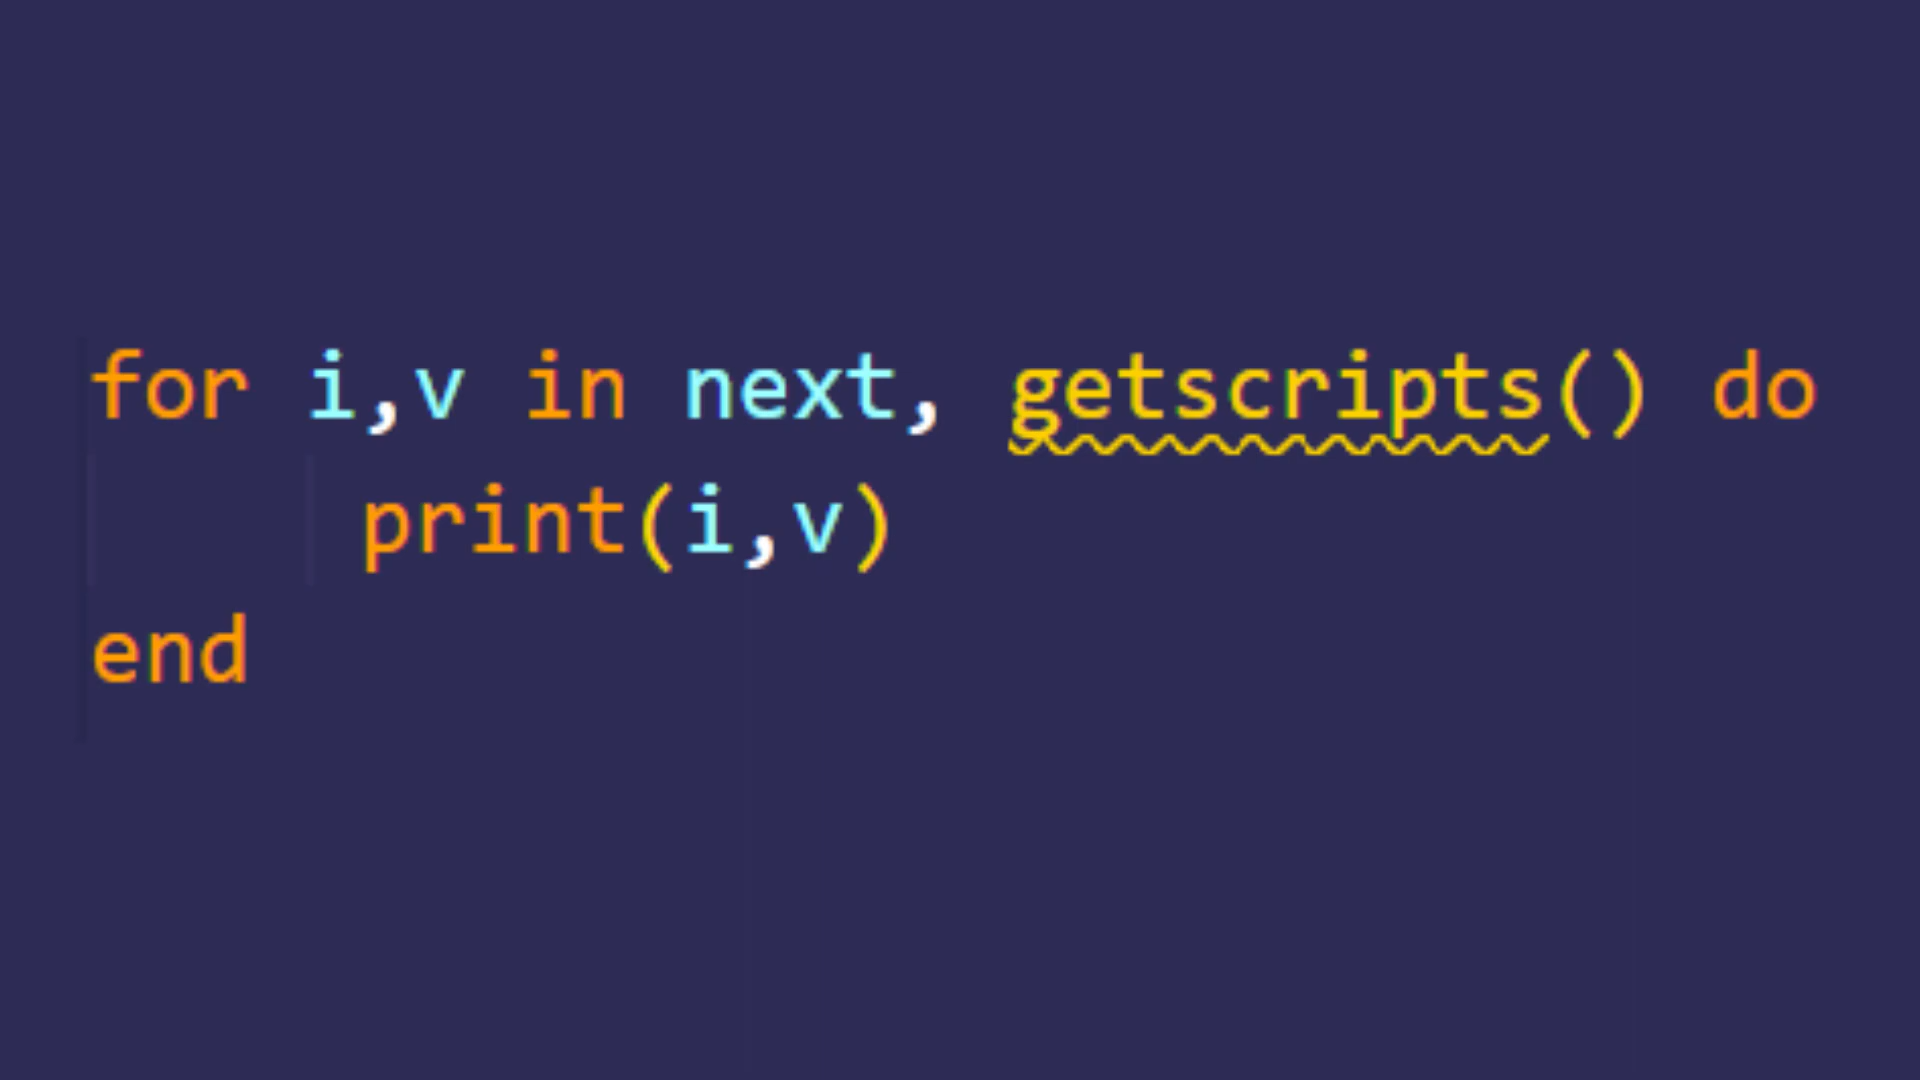 for i,v in next, getscripts() do
print(i,v)
end